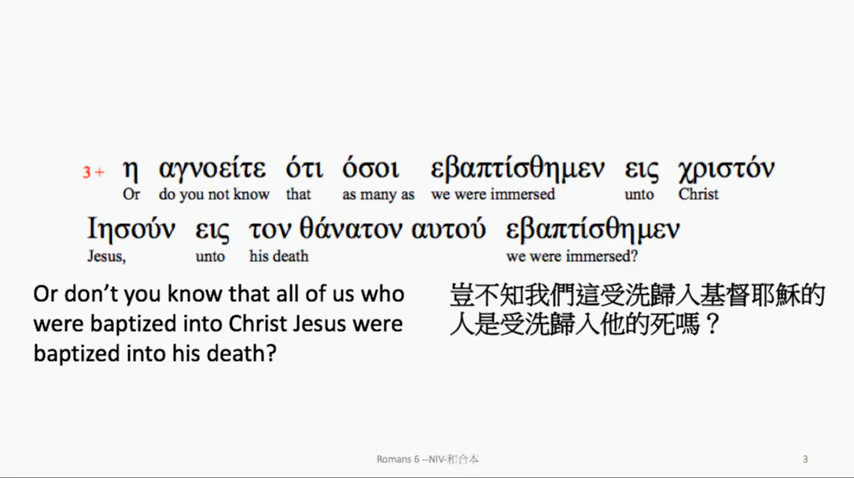 3+ η αγνοείτε ότι όσοι εβαπτίσθημεν εις χριστόν
Or do you not know that as many as we were immersed unto Christ
Ιησούν εις τον θάνατον αυτού εβαπτίσθημεν
Jesus, unto his death we were immersed?
Or don’t you know that all of us who
were baptized into Christ Jesus were
baptized into his death?
豈不知我們這受洗歸入基督耶穌的
人是受洗歸入他的死嗎？
Romans 6 --NIV-和合本
3